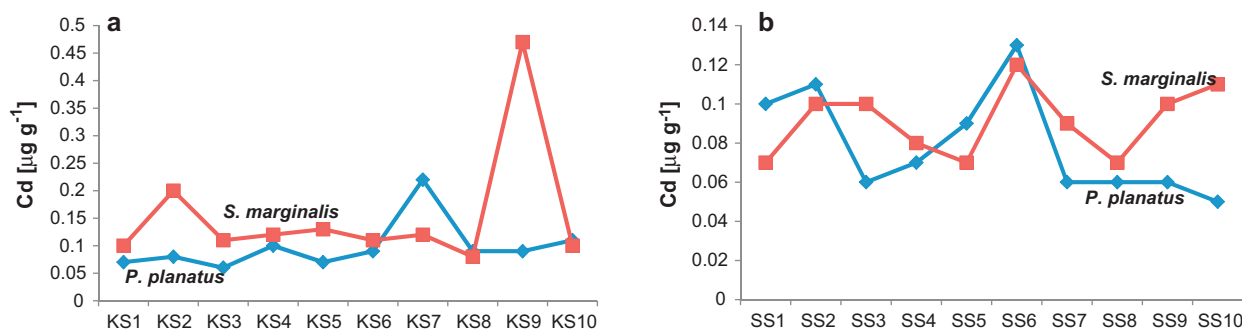 a
0.5
0.45
0.4
0.35
0.3
0.25
0.2
0.15
0.1
0.05
0
Cd [µg g⁻¹]
S. marginalis
P. planatus
KS1 KS2 KS3 KS4 KS5 KS6 KS7 KS8 KS9 KS10
b
0.14
0.12
0.1
0.08
0.06
0.04
0.02
0
Cd [µg g⁻¹]
S. marginalis
P. planatus
SS1 SS2 SS3 SS4 SS5 SS6 SS7 SS8 SS9 SS10